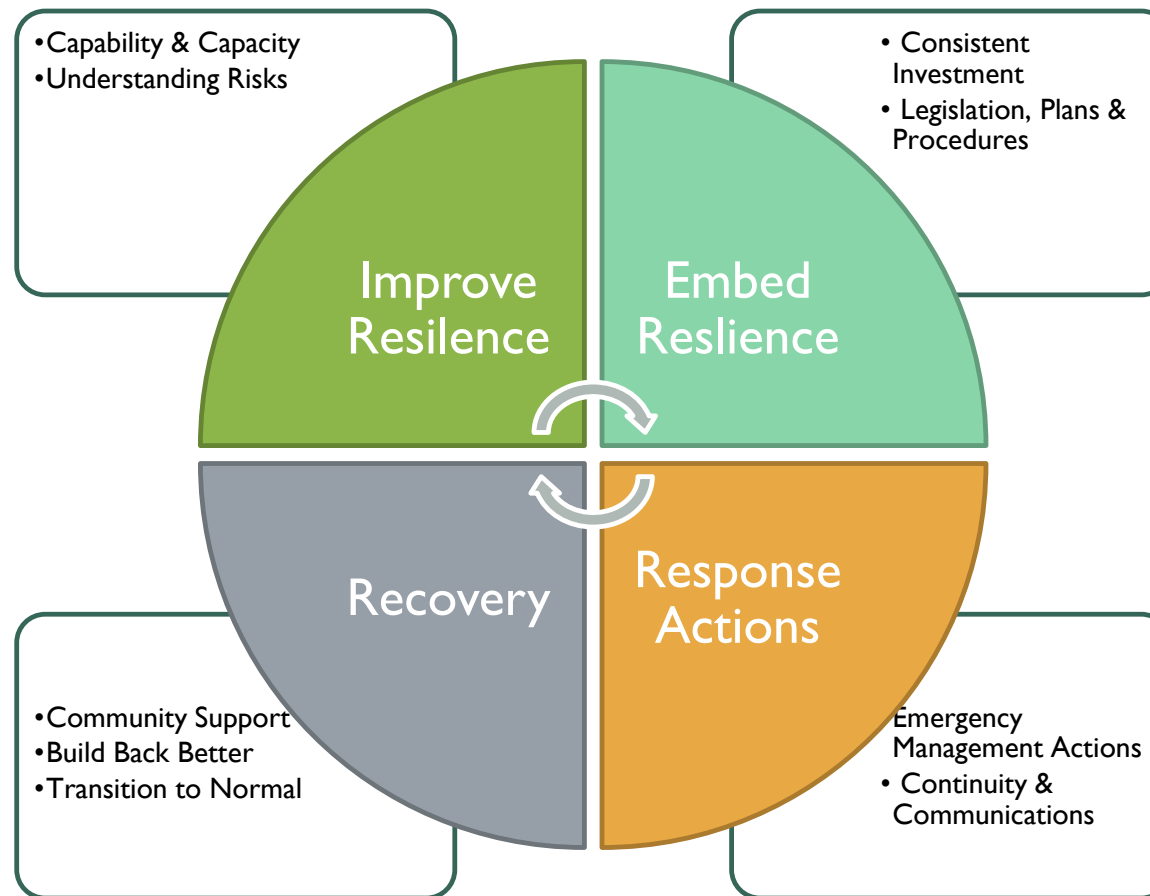 •Capability & Capacity
•Understanding Risks
• Consistent
Investment
• Legislation, Plans &
Procedures
Improve
Resilence
Embed
Reslience
Recovery
Response
Actions
•Community Support
•Build Back Better
•Transition to Normal
Emergency
Management Actions
• Continuity &
Communications